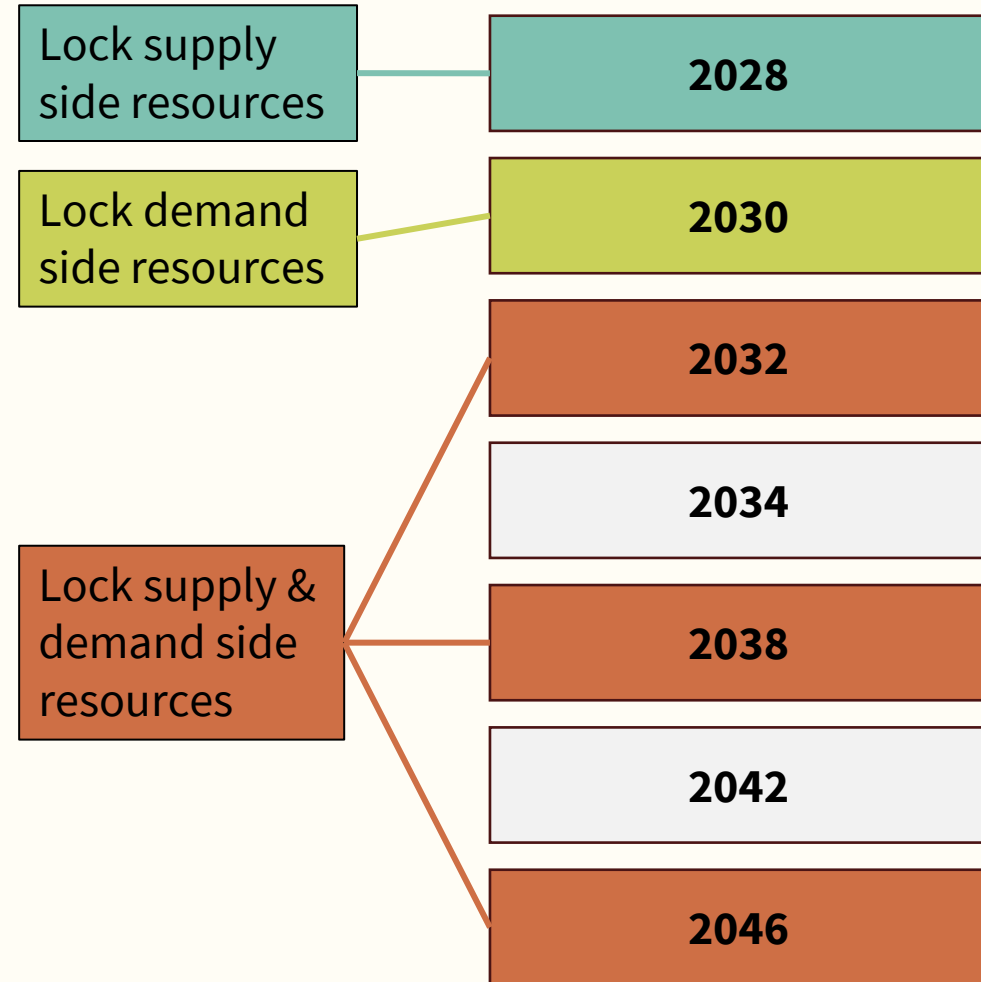 Lock supply
side resources
2028
Lock demand
side resources
2030
2032
2034
Lock supply &
demand side
resources
2038
2042
2046